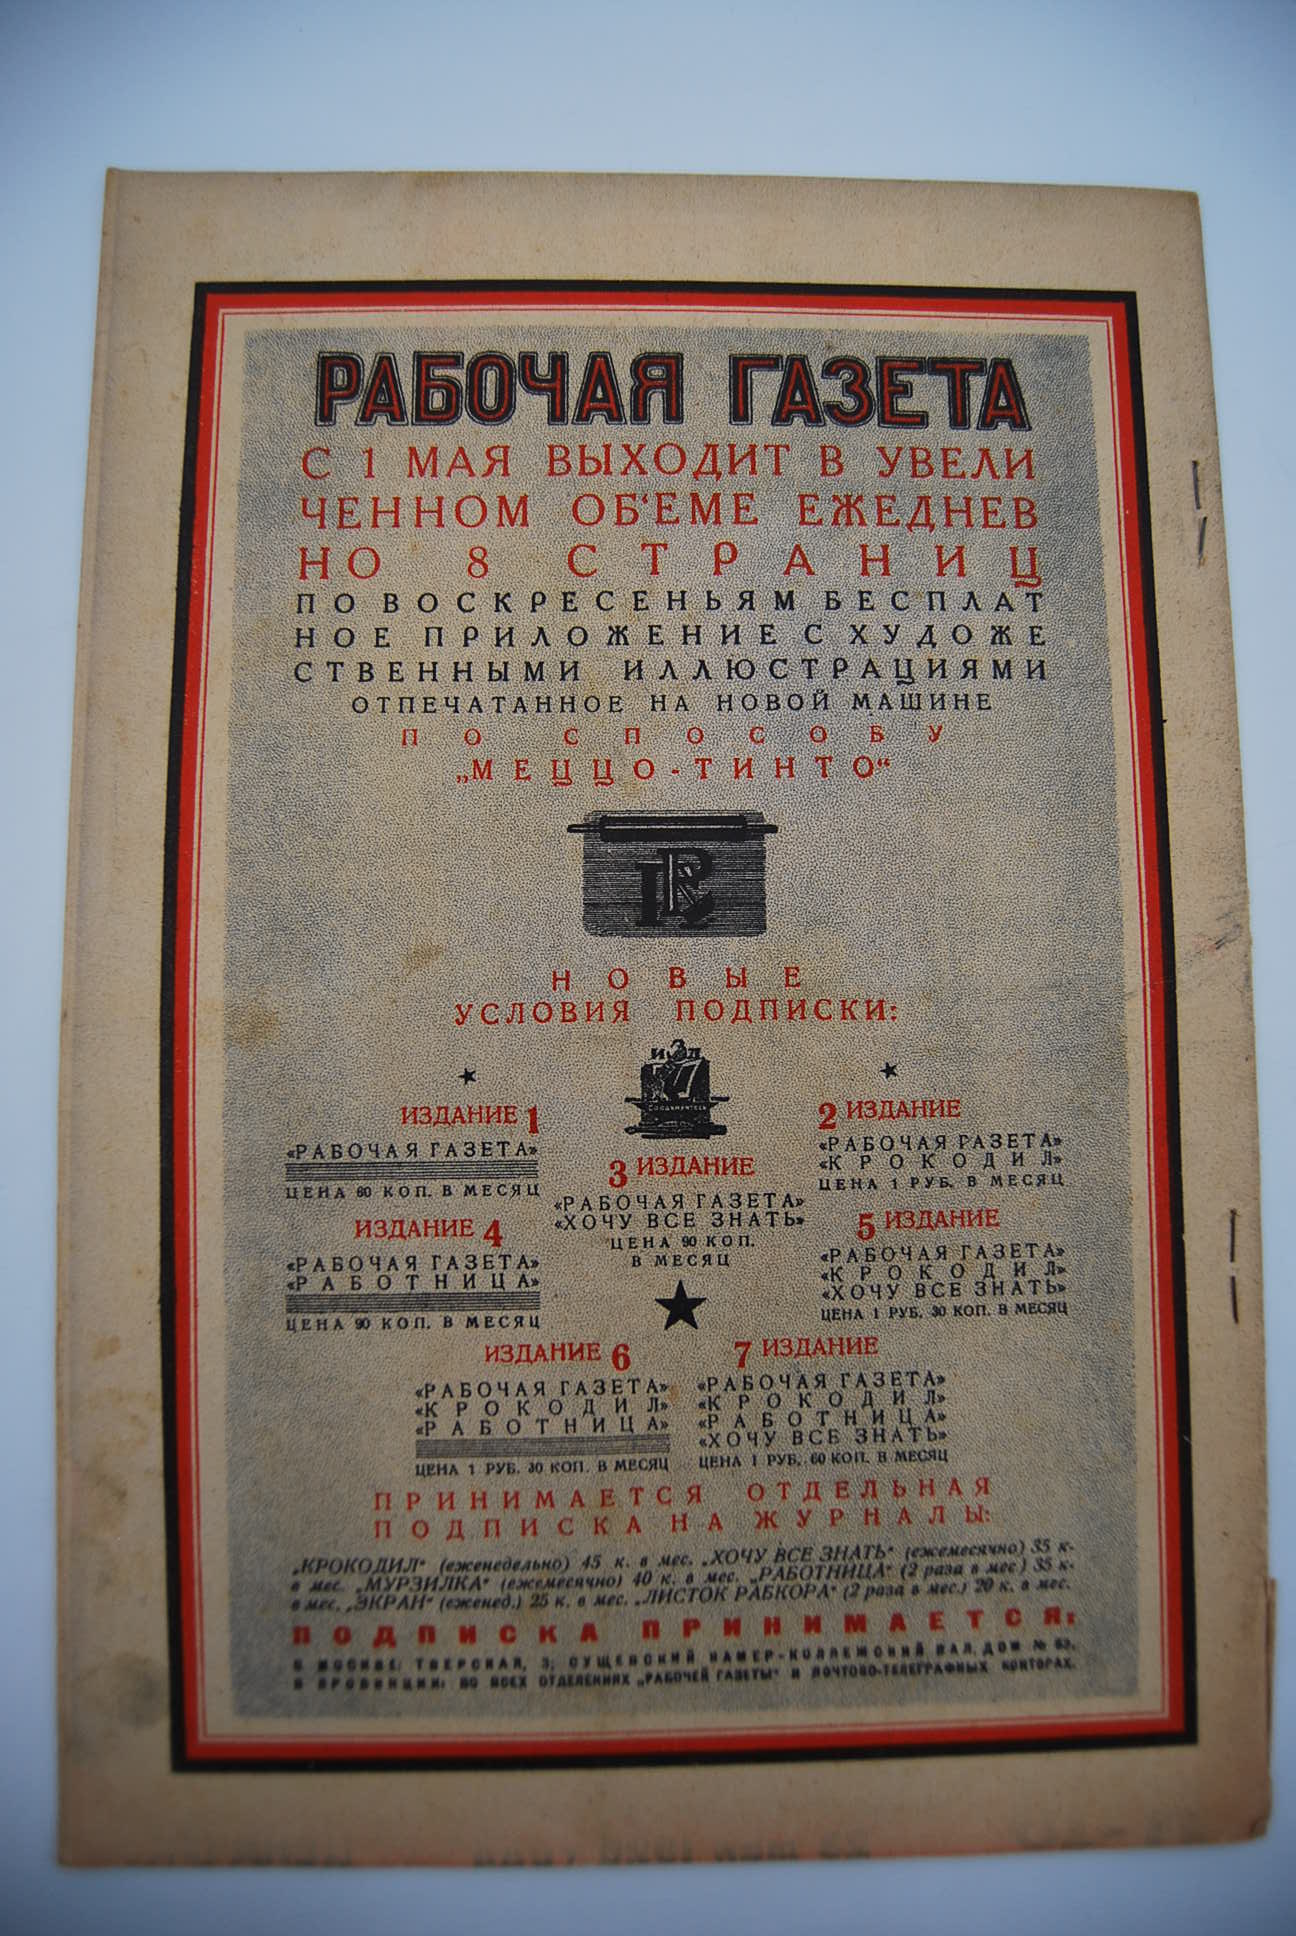 РАБОЧАЯ ГАЗЕТА
С 1 МАЯ ВЫХОДИТ В УВЕЛИ
ЧЕННОМ ОБ'ЕМЕ ЕЖЕДНЕВ
НО 8 СТРАНИЦ
ПО ВОСКРЕСЕНЬЯМ БЕСПЛАТ
НОЕ ПРИЛОЖЕНИЕ С ХУДОЖЕ
СТВЕННЫМИ ИЛЛЮСТРАЦИЯМИ
ОТПЕЧАТАННОЕ НА НОВОЙ МАШИНЕ
ПО СПОСОБУ
„МЕЦЦО-ТИНТО“
НОВЫЕ
УСЛОВИЯ ПОДПИСКИ:
ИЗДАНИЕ 1
«РАБОЧАЯ ГАЗЕТА»
ЦЕНА 60 КОП. В МЕСЯЦ
2 ИЗДАНИЕ
«РАБОЧАЯ ГАЗЕТА»
«КРОКОДИЛ»
ЦЕНА 1 РУБ. В МЕСЯЦ
3 ИЗДАНИЕ
«РАБОЧАЯ ГАЗЕТА»
«ХОЧУ ВСЕ ЗНАТЬ»
ЦЕНА 90 КОП.
В МЕСЯЦ
ИЗДАНИЕ 4
«РАБОЧАЯ ГАЗЕТА»
«РАБОТНИЦА»
ЦЕНА 90 КОП. В МЕСЯЦ
5 ИЗДАНИЕ
«РАБОЧАЯ ГАЗЕТА»
«КРОКОДИЛ»
«ХОЧУ ВСЕ ЗНАТЬ»
ЦЕНА 1 РУБ. 30 КОП. В МЕСЯЦ
ИЗДАНИЕ 6
«РАБОЧАЯ ГАЗЕТА»
«КРОКОДИЛ»
«РАБОТНИЦА»
ЦЕНА 1 РУБ. 30 КОП. В МЕСЯЦ
7 ИЗДАНИЕ
«РАБОЧАЯ ГАЗЕТА»
«КРОКОДИЛ»
«РАБОТНИЦА»
«ХОЧУ ВСЕ ЗНАТЬ»
ЦЕНА 1 РУБ. 60 КОП. В МЕСЯЦ
ПРИНИМАЕТСЯ ОТДЕЛЬНАЯ
ПОДПИСКА НА ЖУРНАЛЫ:
„КРОКОДИЛ“ (еженедельно) 45 к. в мес. „ХОЧУ ВСЕ ЗНАТЬ“ (ежемесячно) 35 к.
в мес. „МУРЗИЛКА“ (ежемесячно) 40 к. в мес. „РАБОТНИЦА“ (2 раза в мес.) 35 к.
в мес. „ЭКРАН“ (еженед.) 25 к. в мес. „ЛИСТОК РАБКОРА“ (2 раза в мес.) 20 к. в мес.
ПОДПИСКА ПРИНИМАЕТСЯ:
В МОСКВЕ: ТВЕРСКАЯ, 3; СУЩЕВСКИЙ КАМЕР-КОЛЛЕЖСКИЙ ВАЛ, ДОМ № 63.
В ПРОВИНЦИИ: ВО ВСЕХ ОТДЕЛЕНИЯХ „РАБОЧЕЙ ГАЗЕТЫ“ И ПОЧТОВО-ТЕЛЕГРАФНЫХ КОНТОРАХ.